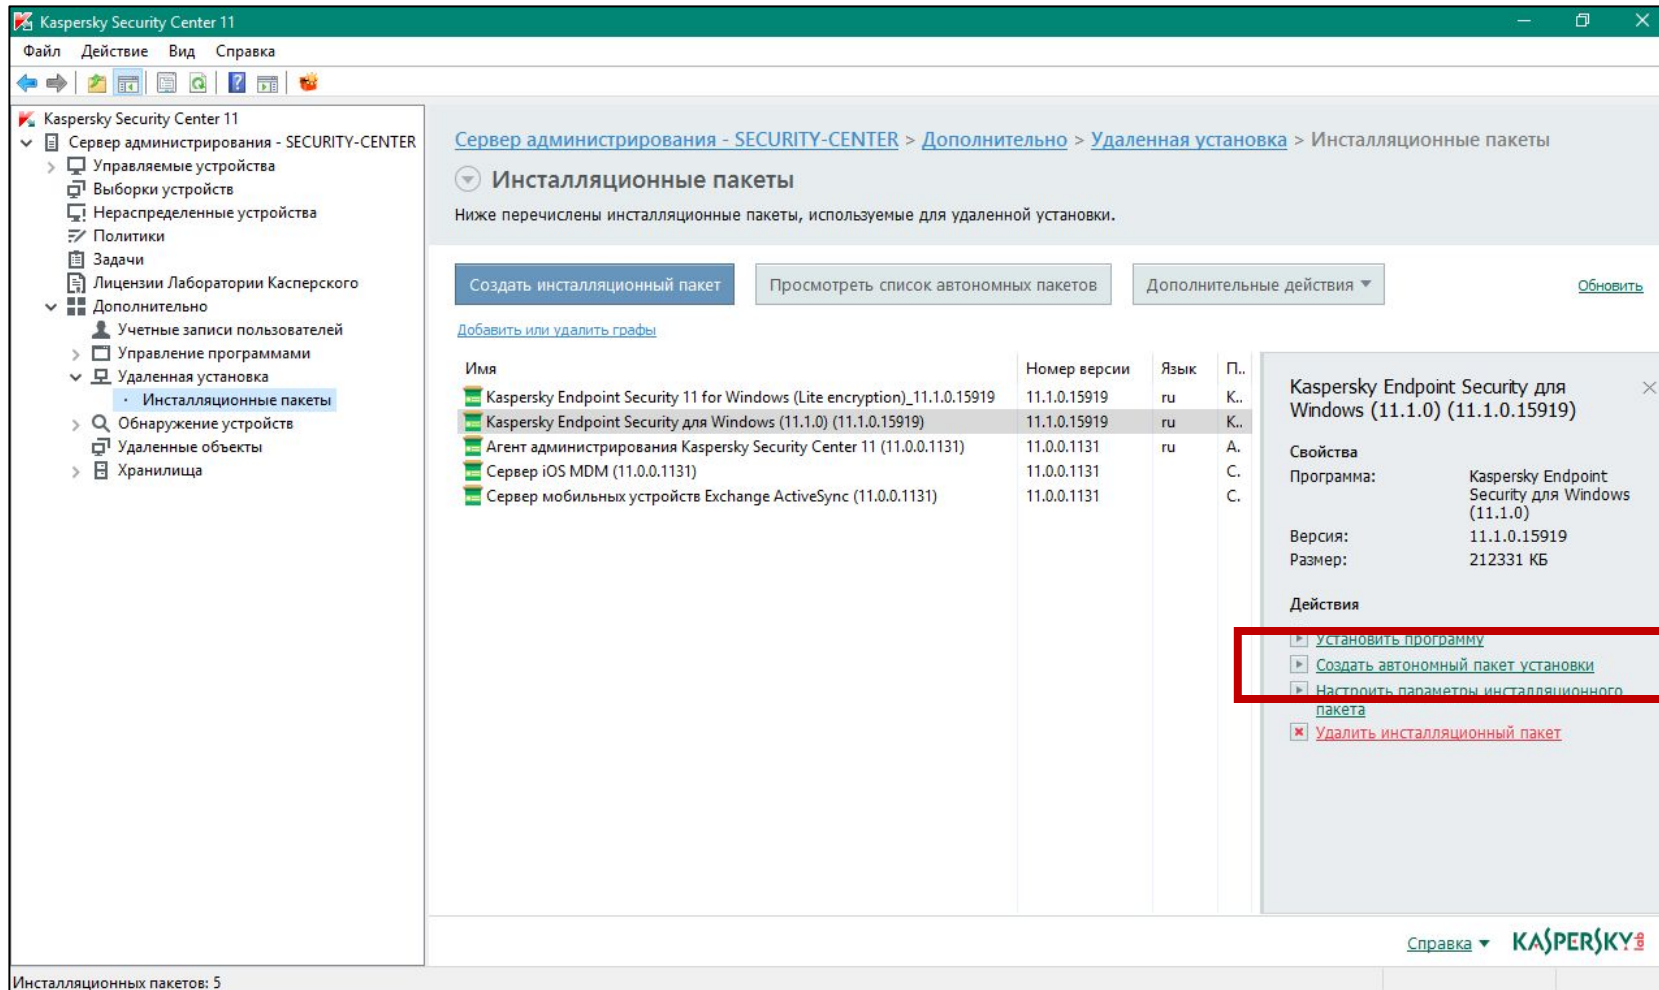 Kaspersky Security Center 11
Файл Действие Вид Справка
Kaspersky Security Center 11
Сервер администрирования - SECURITY-CENTER
Управляемые устройства
Выборки устройств
Нераспределенные устройства
Политики
Задачи
Лицензии Лаборатории Касперского
Дополнительно
Учетные записи пользователей
Управление программами
Удаленная установка
Инсталляционные пакеты
Обнаружение устройств
Удаленные объекты
Хранилища
Сервер администрирования - SECURITY-CENTER > Дополнительно > Удаленная установка > Инсталляционные пакеты
Инсталляционные пакеты
Ниже перечислены инсталляционные пакеты, используемые для удаленной установки.
Создать инсталляционный пакет Просмотреть список автономных пакетов Дополнительные действия Обновить
Добавить или удалить графы
Имя Номер версии Язык П..
Kaspersky Endpoint Security 11 for Windows (Lite encryption)_11.1.0.15919 11.1.0.15919 ru K..
Kaspersky Endpoint Security для Windows (11.1.0) (11.1.0.15919) 11.1.0.15919 ru K..
Агент администрирования Kaspersky Security Center 11 (11.0.0.1131) 11.0.0.1131 ru А.
Сервер iOS MDM (11.0.0.1131) 11.0.0.1131 С.
Сервер мобильных устройств Exchange ActiveSync (11.0.0.1131) 11.0.0.1131 С.
Kaspersky Endpoint Security для
Windows (11.1.0) (11.1.0.15919)
Свойства
Программа: Kaspersky Endpoint
Security для Windows
(11.1.0)
Версия: 11.1.0.15919
Размер: 212331 КБ
Действия
Установить программу
Создать автономный пакет установки
Настроить параметры инсталляционного
пакета
Удалить инсталляционный пакет
Справка KASPERSKY lab
Инсталляционных пакетов: 5